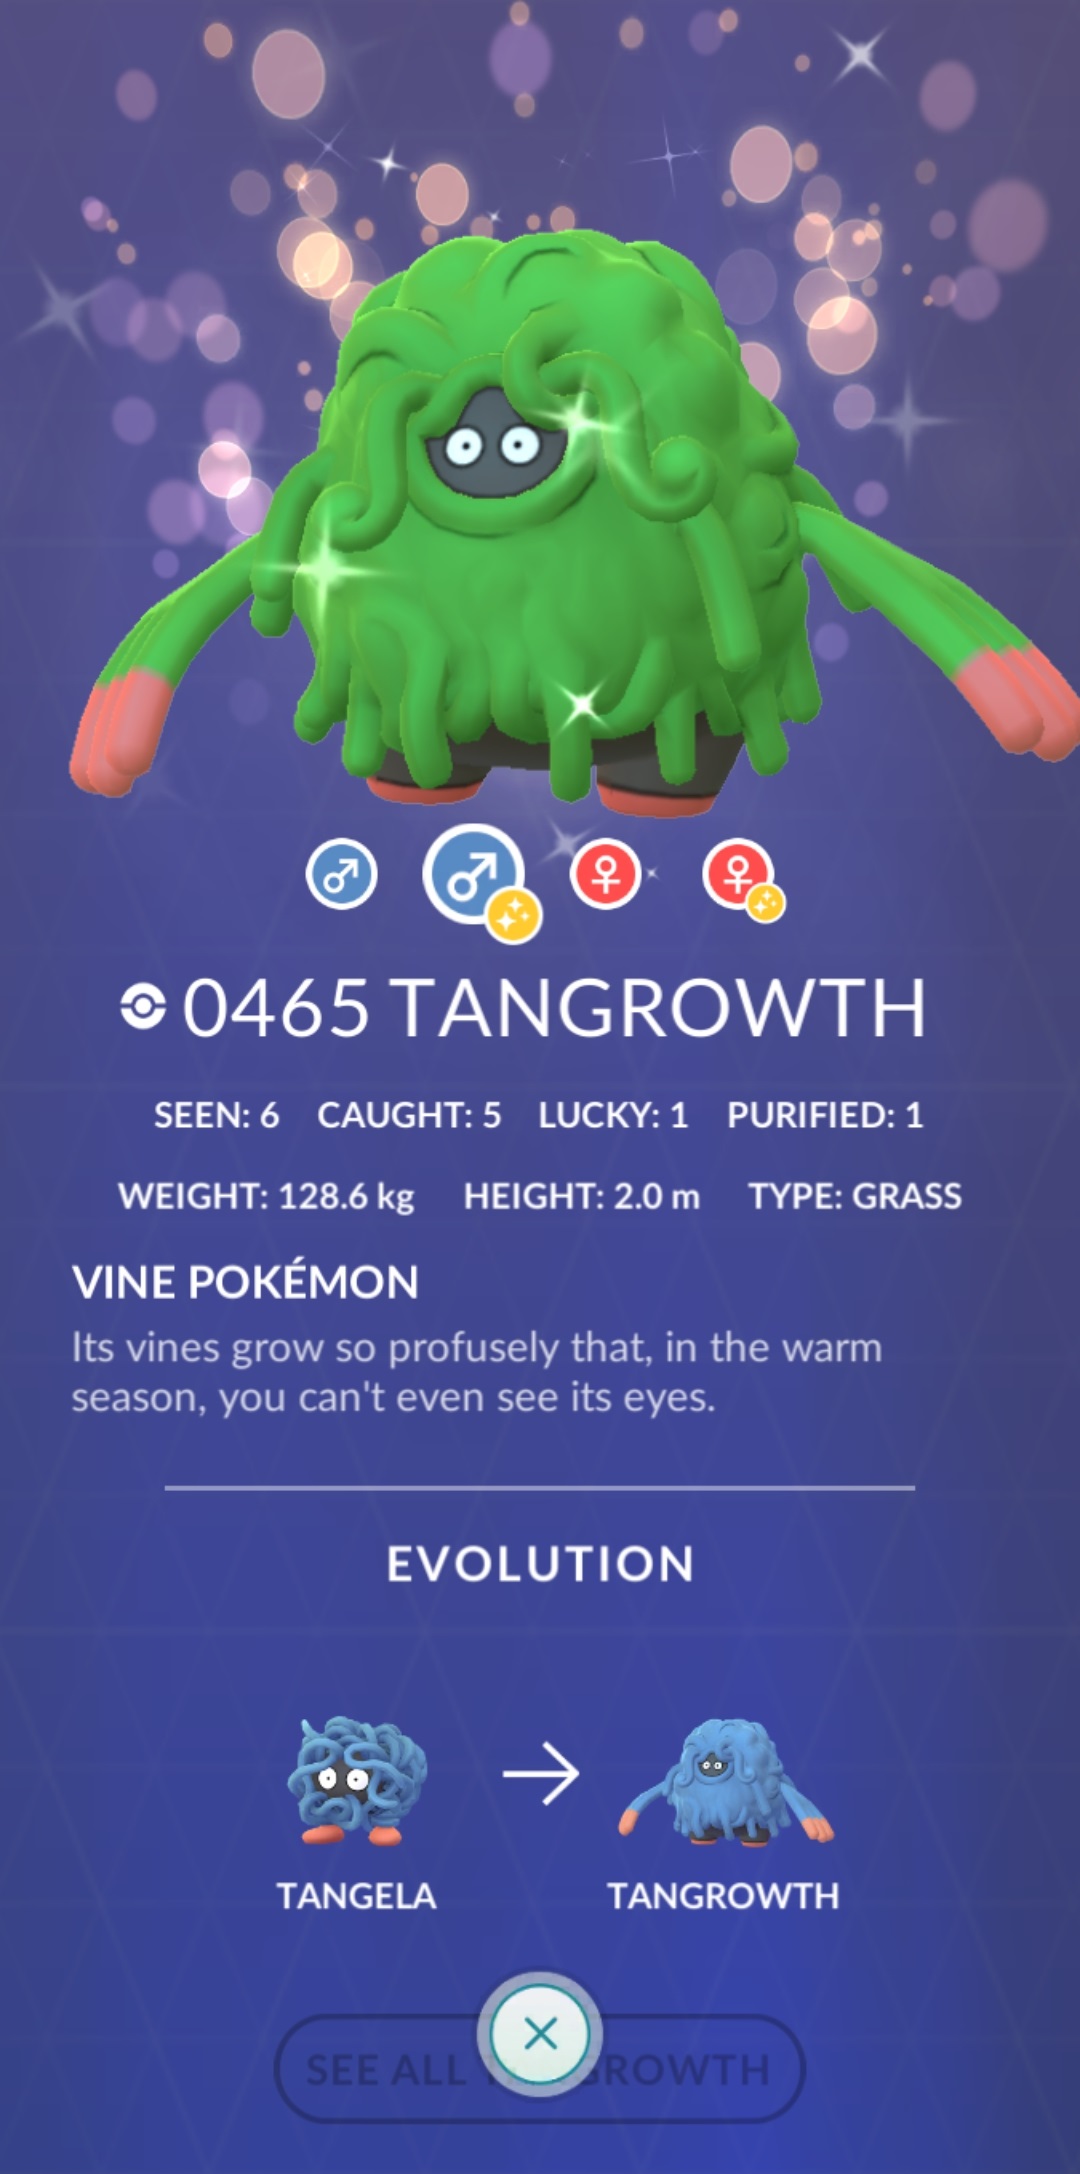 0465 TANGROWTH
SEEN: 6 CAUGHT: 5 LUCKY: 1 PURIFIED: 1
WEIGHT: 128.6 kg HEIGHT: 2.0 m TYPE: GRASS
VINE POKÉMON
Its vines grow so profusely that, in the warm
season, you can't even see its eyes.
EVOLUTION
TANGELA TANGROWTH
SEE ALL